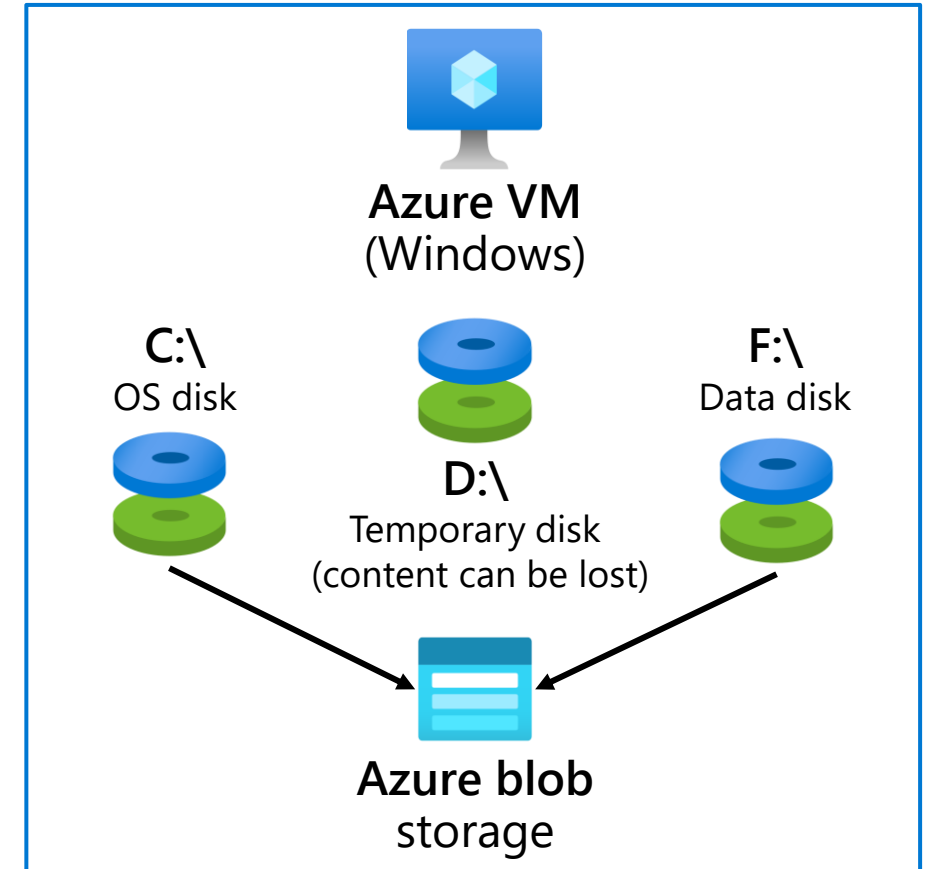 Azure VM
(Windows)
C:\
OS disk
D:\
Temporary disk
(content can be lost)
F:\
Data disk
Azure blob
storage